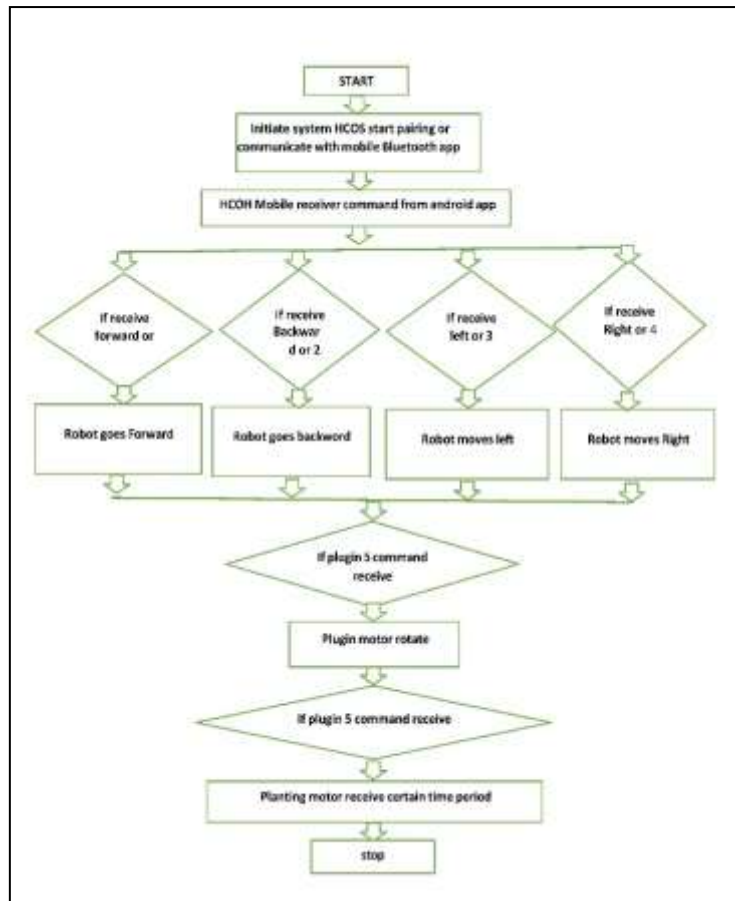 START
Initiate system HCOS start pairing or
communicate with mobile Bluetooth app
HCOH Mobile receiver command from android app
If receive
forward or
If receive
Backwar
d or 2
If receive
left or 3
If receive
Right or 4
Robot goes Forward
Robot goes backword
Robot moves left
Robot moves Right
If plugin 5 command
receive
Plugin motor rotate
If plugin 5 command receive
Planting motor receive certain time period
stop